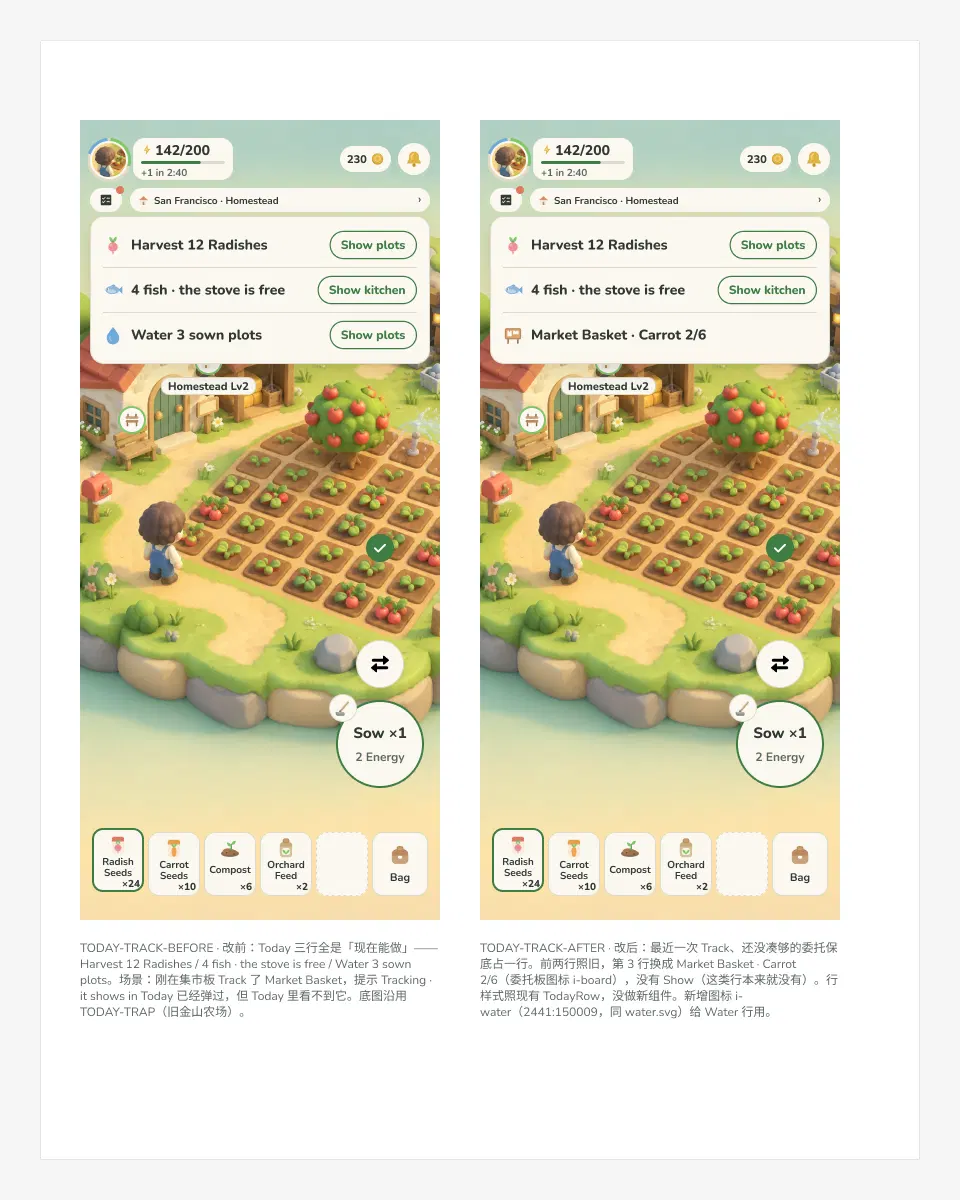 142/200
+1 in 2:40
230
San Francisco · Homestead
Harvest 12 Radishes
Show plots
4 fish · the stove is free
Show kitchen
Water 3 sown plots
Show plots
Homestead Lv2
Sow ×1
2 Energy
Radish
Seeds
×24
Carrot
Seeds
×10
Compost
×6
Orchard
Feed
×2
Bag
TODAY-TRACK-BEFORE · 改前：Today 三行全是「现在能做」——
Harvest 12 Radishes / 4 fish · the stove is free / Water 3 sown
plots。场景：刚在集市板 Track 了 Market Basket，提示 Tracking ·
it shows in Today 已经弹过，但 Today 里看不到它。底图沿用
TODAY-TRAP（旧金山农场）。
142/200
+1 in 2:40
230
San Francisco · Homestead
Harvest 12 Radishes
Show plots
4 fish · the stove is free
Show kitchen
Market Basket · Carrot 2/6
Homestead Lv2
Sow ×1
2 Energy
Radish
Seeds
×24
Carrot
Seeds
×10
Compost
×6
Orchard
Feed
×2
Bag
TODAY-TRACK-AFTER · 改后：最近一次 Track、还没凑够的委托保
底占一行。前两行照旧，第 3 行换成 Market Basket · Carrot
2/6（委托板图标 i-board），没有 Show（这类行本来就没有）。行
样式照现有 TodayRow，没做新组件。新增图标 i-
water（2441:150009，同 water.svg）给 Water 行用。